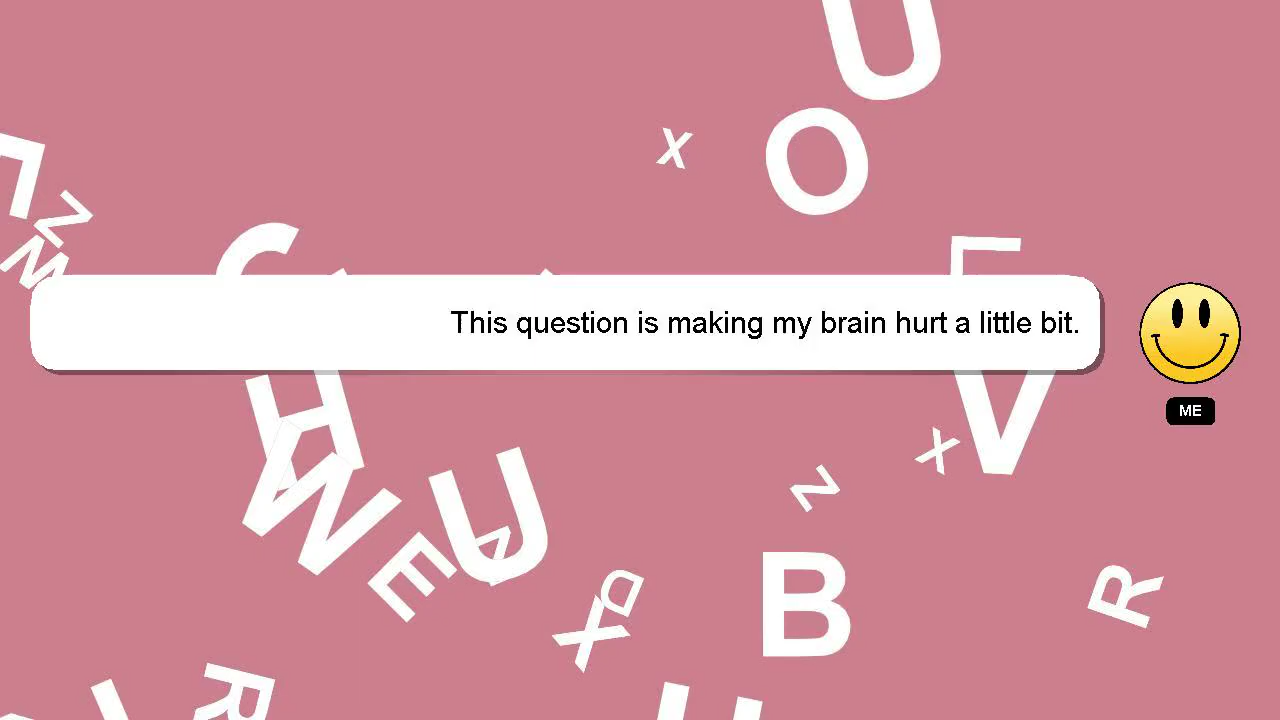 U
O
X
Z
M
This question is making my brain hurt a little bit.
ME
H
V
X
W
U
Z
E
D
X
B
R
R